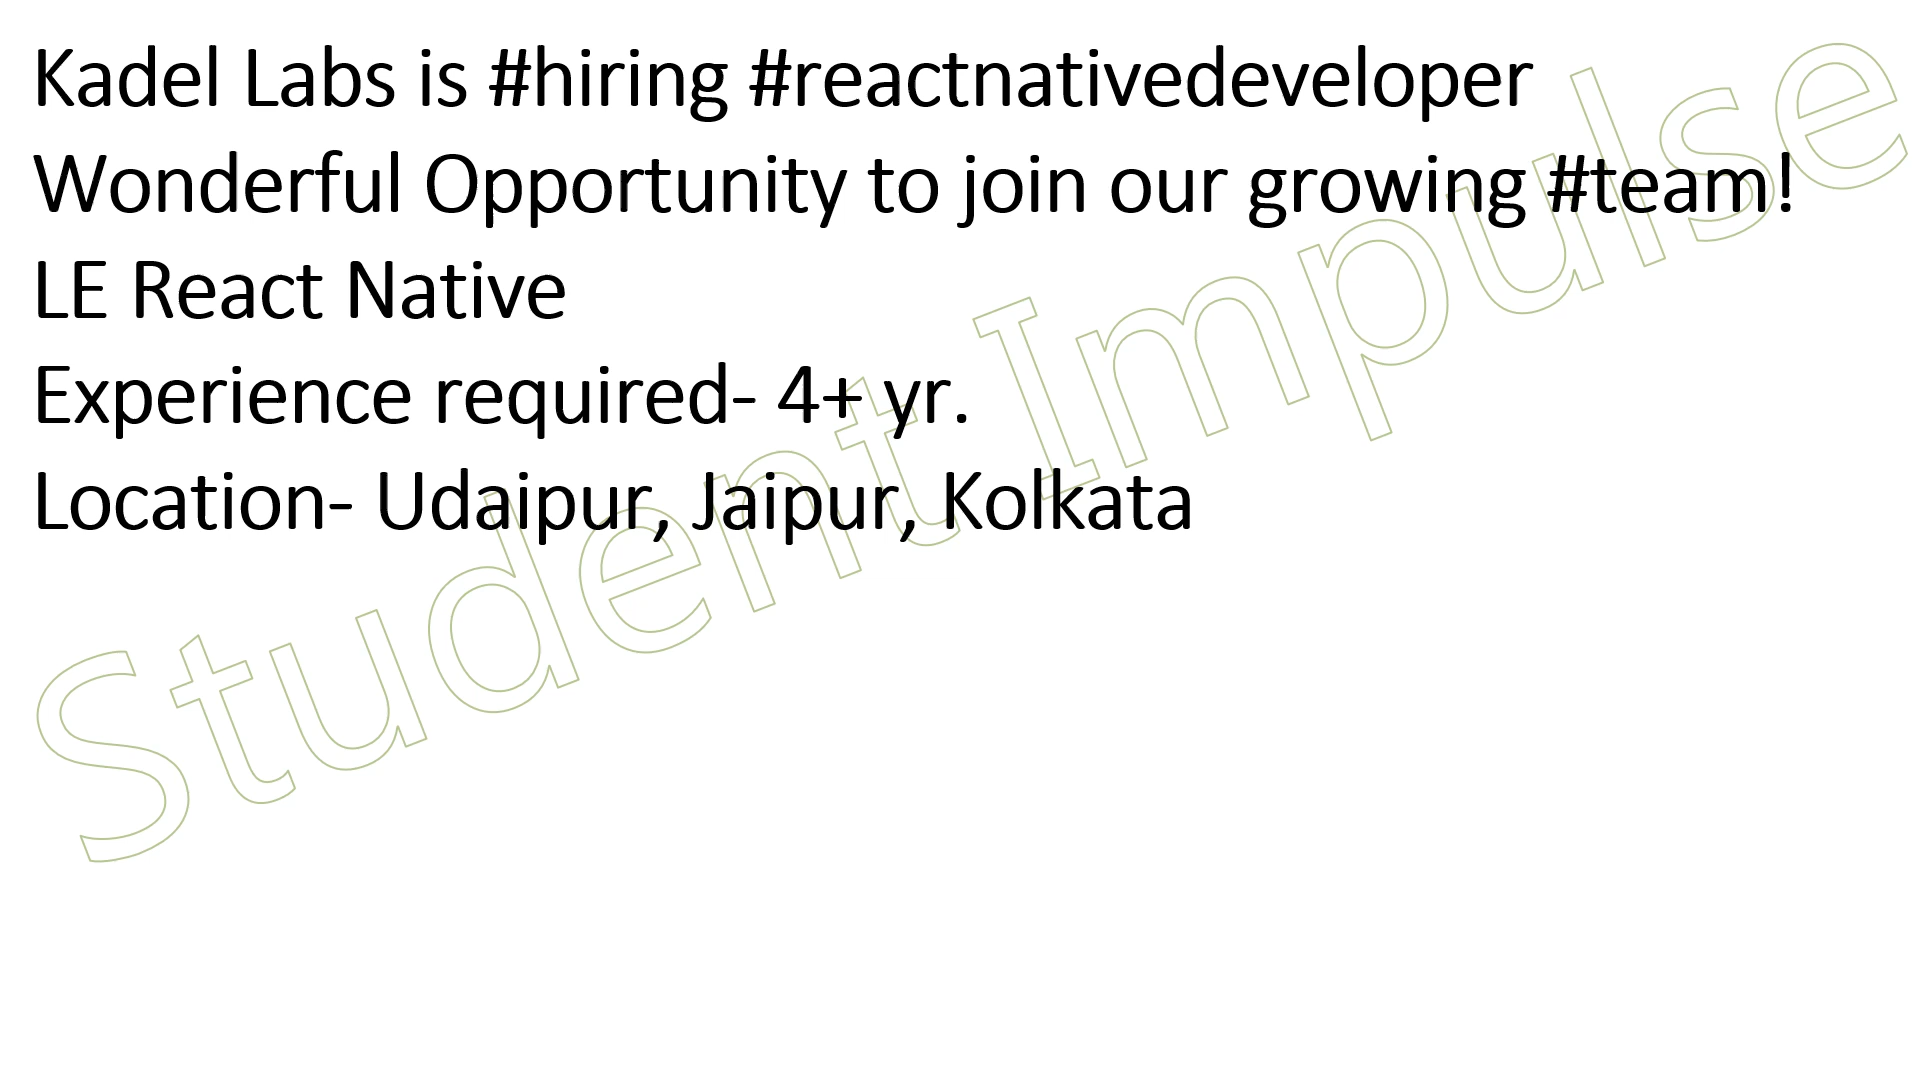 Kadel Labs is #hiring #reactnativedeveloper
Wonderful Opportunity to join our growing #team!
LE React Native
Experience required- 4+ yr.
Location- Udaipur, Jaipur, Kolkata
Student Impulse